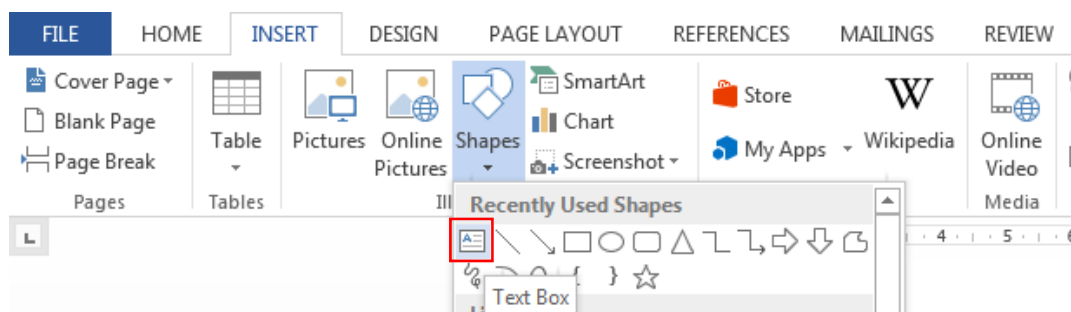 FILE HOME INSERT DESIGN PAGE LAYOUT REFERENCES MAILINGS REVIEW
Cover Page
Blank Page
Page Break
Pages
Table
Tables
Pictures
Online
Pictures
Shapes
SmartArt
Chart
Screenshot
Ill
Store
My Apps
W
Wikipedia
Online
Video
Media
Recently Used Shapes
A
Text Box
L
4 5 6